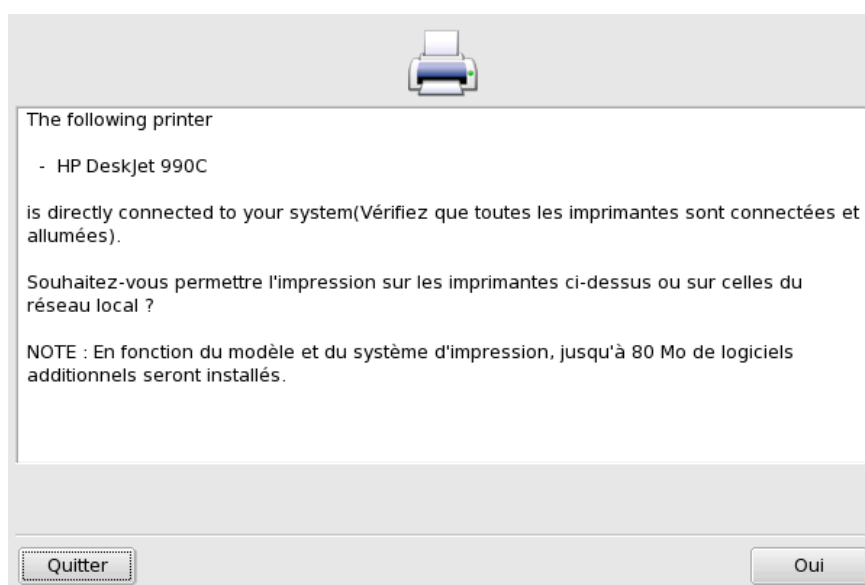 The following printer
- HP DeskJet 990C
is directly connected to your system(Vérifiez que toutes les imprimantes sont connectées et
allumées).
Souhaitez-vous permettre l'impression sur les imprimantes ci-dessus ou sur celles du
réseau local ?
NOTE : En fonction du modèle et du système d'impression, jusqu'à 80 Mo de logiciels
additionnels seront installés.
Quitter
Oui